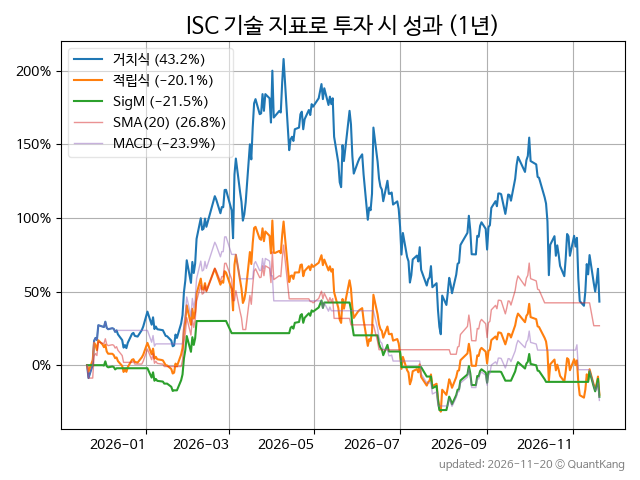 ISC 기술 지표로 투자 시 성과 (1년)
거치식 (43.2%)
적립식 (−20.1%)
SigM (−21.5%)
SMA(20) (26.8%)
MACD (−23.9%)
200%
150%
100%
50%
0%
2026-01
2026-03
2026-05
2026-07
2026-09
2026-11
updated: 2026-11-20 © QuantKang